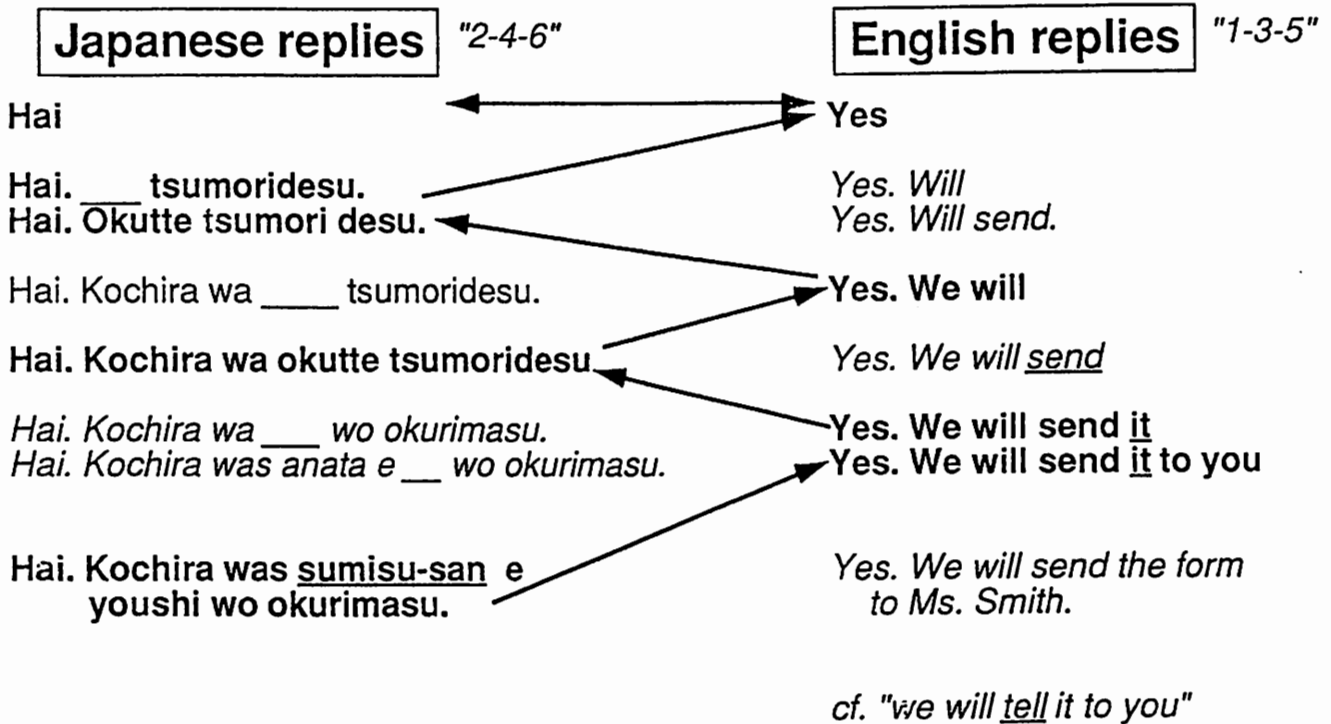 Japanese replies "2-4-6"
Hai
Hai. ___ tsumoridesu.
Hai. Okutte tsumori desu.
Hai. Kochira wa ____ tsumoridesu.
Hai. Kochira wa okutte tsumoridesu
Hai. Kochira wa ___ wo okurimasu.
Hai. Kochira was anata e __ wo okurimasu.
Hai. Kochira was sumisu-san e
youshi wo okurimasu.
English replies "1-3-5"
Yes
Yes. Will
Yes. Will send.
Yes. We will
Yes. We will send
Yes. We will send it
Yes. We will send it to you
Yes. We will send the form
to Ms. Smith.
cf. "we will tell it to you"